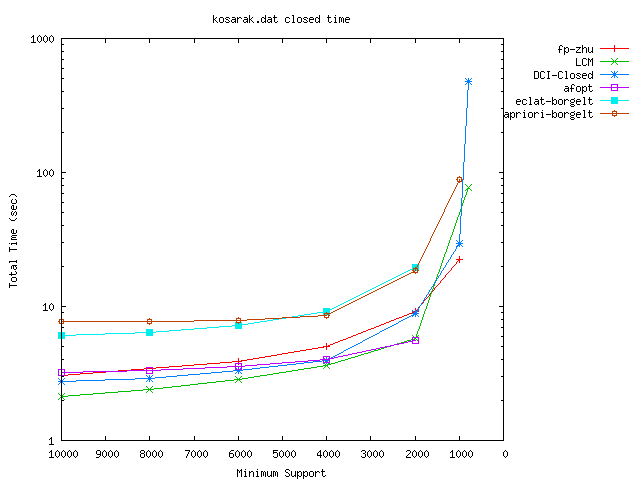 kosarak.dat closed time
1000
100
10
1
Total Time (sec)
10000 9000 8000 7000 6000 5000 4000 3000 2000 1000 0
Minimum Support
fp-zhu
LCM
DCI-Closed
afopt
eclat-borgelt
apriori-borgelt